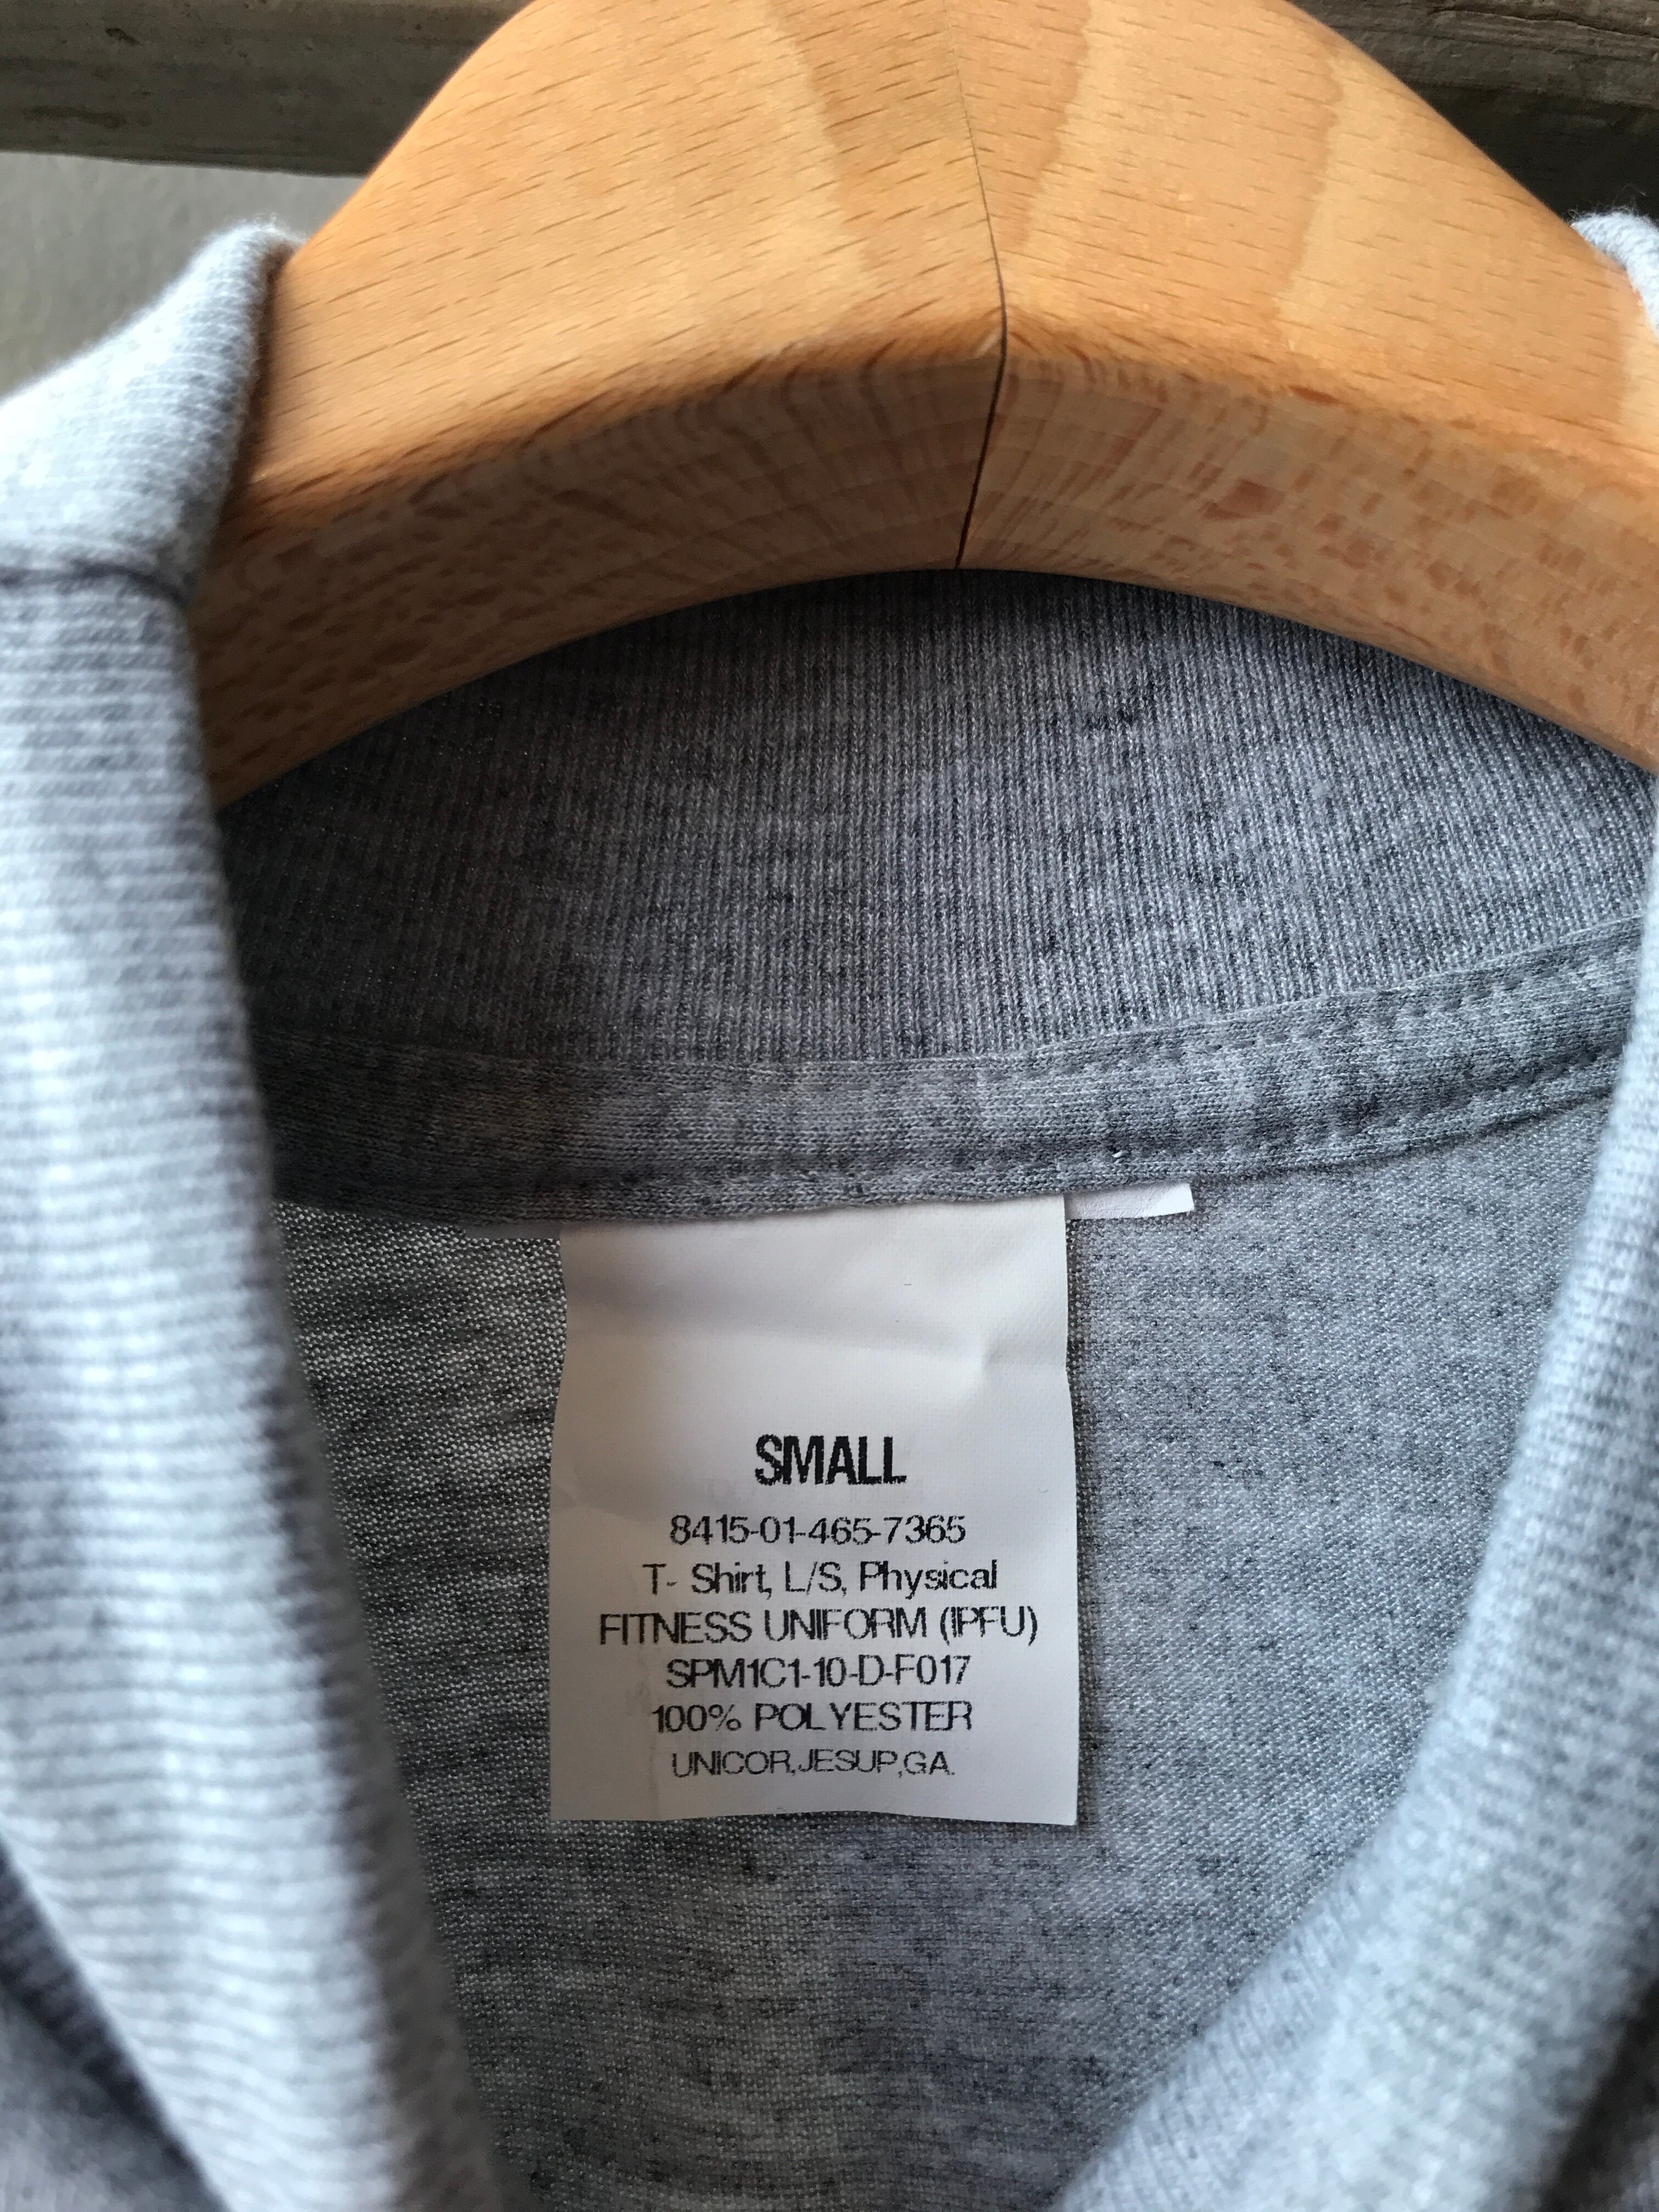 SMALL
8415-01-465-7365
T- Shirt, L/S, Physical
FITNESS UNIFORM (IPFU)
SPM1C1-10-D-F017
100% POLYESTER
UNICOR,JESUP,GA.